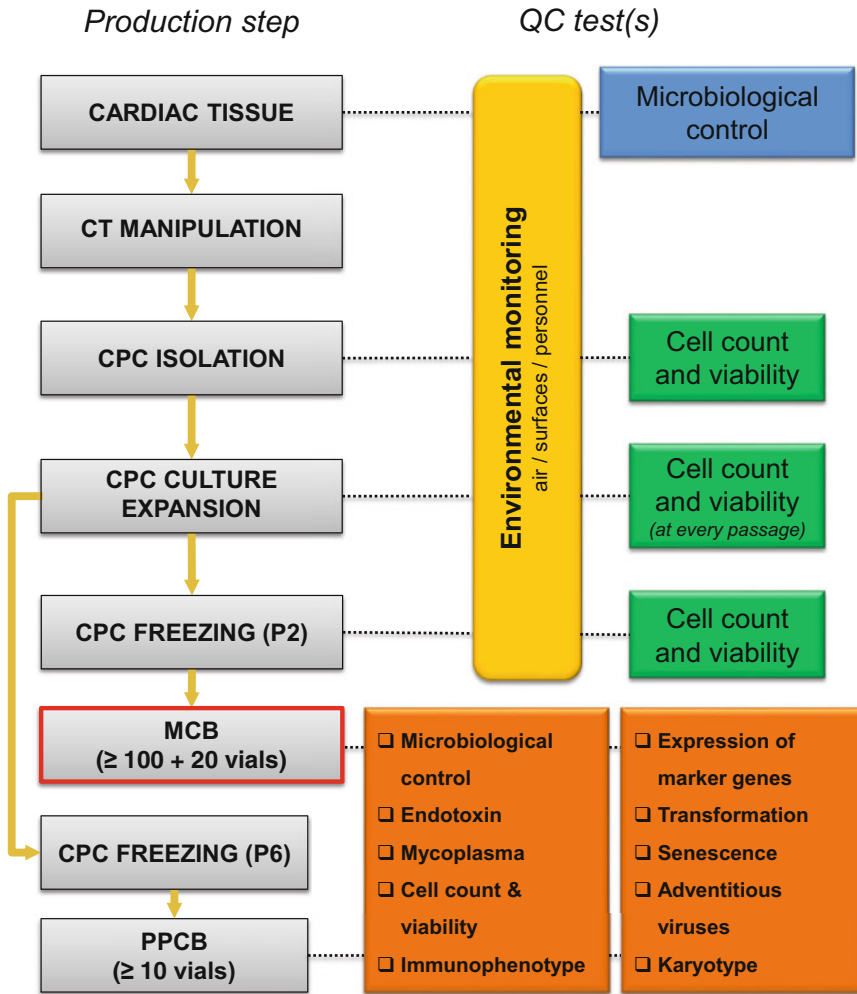 Production step
QC test(s)
CARDIAC TISSUE
Microbiological
control
CT MANIPULATION
CPC ISOLATION
Cell count
and viability
Environmental monitoring
air / surfaces / personnel
CPC CULTURE
EXPANSION
Cell count
and viability
(at every passage)
CPC FREEZING (P2)
Cell count
and viability
MCB
(≥ 100 + 20 vials)
❑ Microbiological
control
❑ Endotoxin
❑ Mycoplasma
❑ Cell count &
viability
❑ Immunophenotype
❑ Expression of
marker genes
❑ Transformation
❑ Senescence
❑ Adventitious
viruses
❑ Karyotype
CPC FREEZING (P6)
PPCB
(≥ 10 vials)